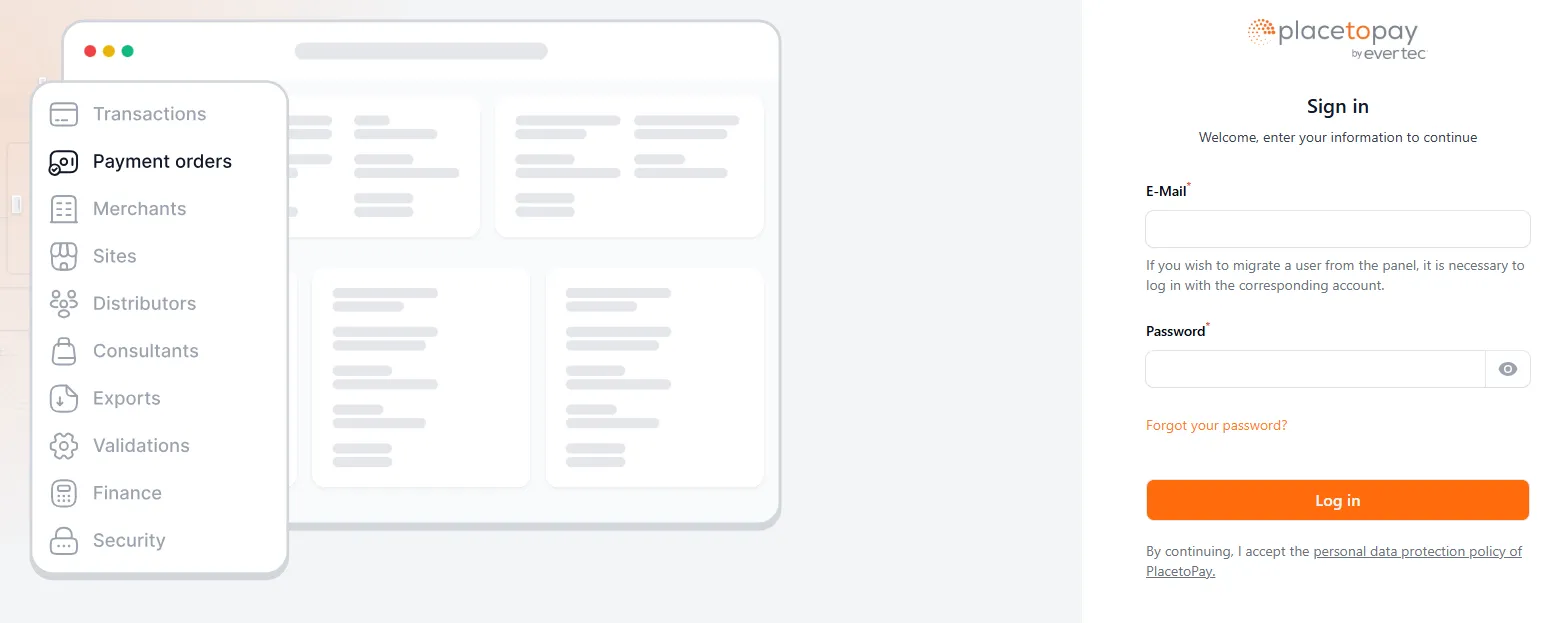 Transactions
Payment orders
Merchants
Sites
Distributors
Consultants
Exports
Validations
Finance
Security
placetopay
by evertec
Sign in
Welcome, enter your information to continue
E-Mail*
If you wish to migrate a user from the panel, it is necessary to
log in with the corresponding account.
Password*
Forgot your password?
Log in
By continuing, I accept the personal data protection policy of
PlacetoPay.